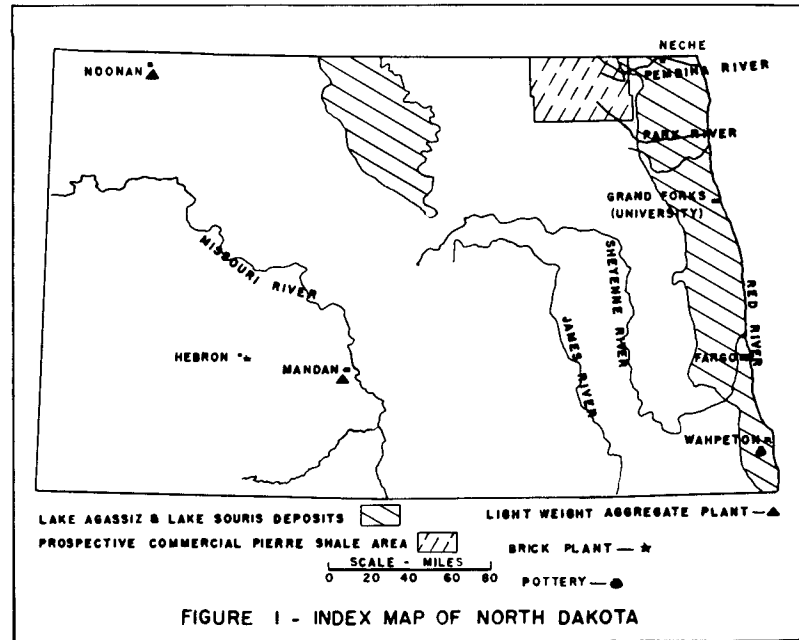 NECHE
NOONAN
PEMBINA RIVER
PARK RIVER
GRAND FORKS
(UNIVERSITY)
MISSOURI RIVER
SHEYENNE RIVER
RED RIVER
JAMES RIVER
HEBRON
MANDAN
FARGO
WAHPETON
LAKE AGASSIZ & LAKE SOURIS DEPOSITS
LIGHT WEIGHT AGGREGATE PLANT —
PROSPECTIVE COMMERCIAL PIERRE SHALE AREA
BRICK PLANT —
SCALE - MILES
0 20 40 60 80
POTTERY —
FIGURE 1 - INDEX MAP OF NORTH DAKOTA